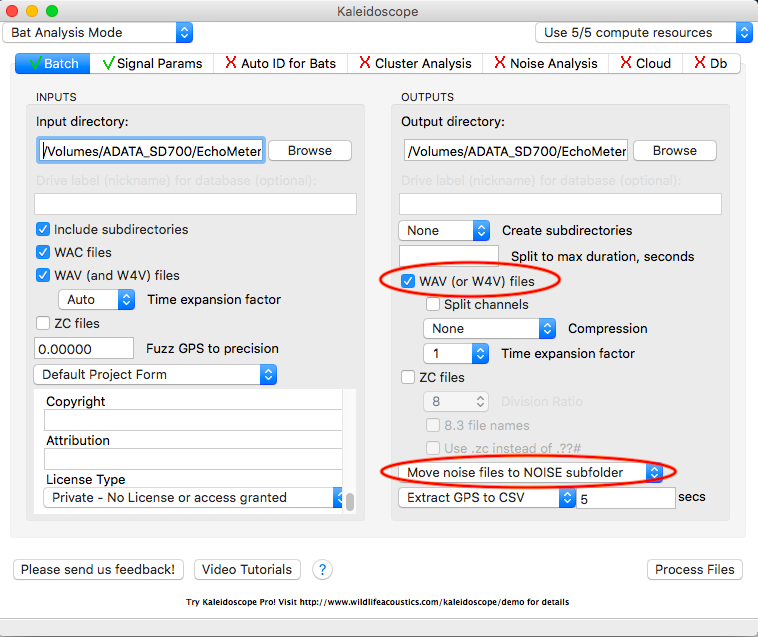 Kaleidoscope
Bat Analysis Mode
Use 5/5 compute resources
Batch
Signal Params
Auto ID for Bats
Cluster Analysis
Noise Analysis
Cloud
Db
INPUTS
Input directory:
/Volumes/ADATA_SD700/EchoMeter
Browse
Drive label (nickname) for database (optional):
Include subdirectories
WAC files
WAV (and W4V) files
Auto
Time expansion factor
ZC files
0.00000
Fuzz GPS to precision
Default Project Form
Copyright
Attribution
License Type
Private - No License or access granted
OUTPUTS
Output directory:
/Volumes/ADATA_SD700/EchoMeter
Browse
Drive label (nickname) for database (optional):
None
Create subdirectories
Split to max duration, seconds
WAV (or W4V) files
Split channels
None
Compression
1
Time expansion factor
ZC files
8
Division Ratio
8.3 file names
Use .zc instead of .??#
Move noise files to NOISE subfolder
Extract GPS to CSV
5
secs
Please send us feedback!
Video Tutorials
?
Process Files
Try Kaleidoscope Pro! Visit http://www.wildlifeacoustics.com/kaleidoscope/demo for details